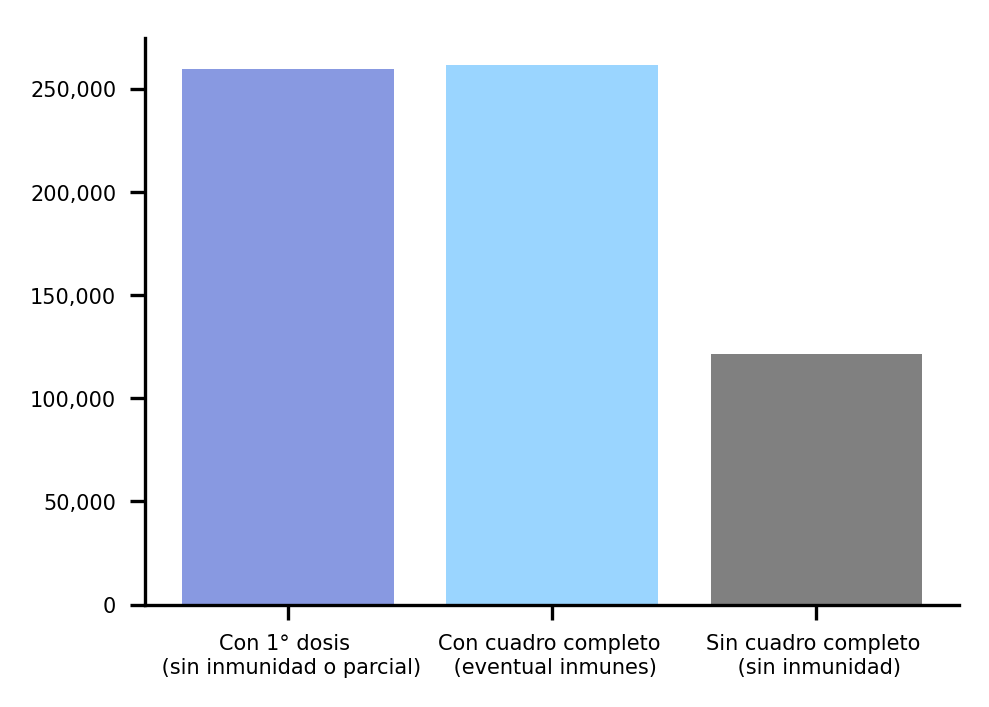 250,000
200,000
150,000
100,000
50,000
0
Con 1° dosis
(sin inmunidad o parcial)
Con cuadro completo
(eventual inmunes)
Sin cuadro completo
(sin inmunidad)